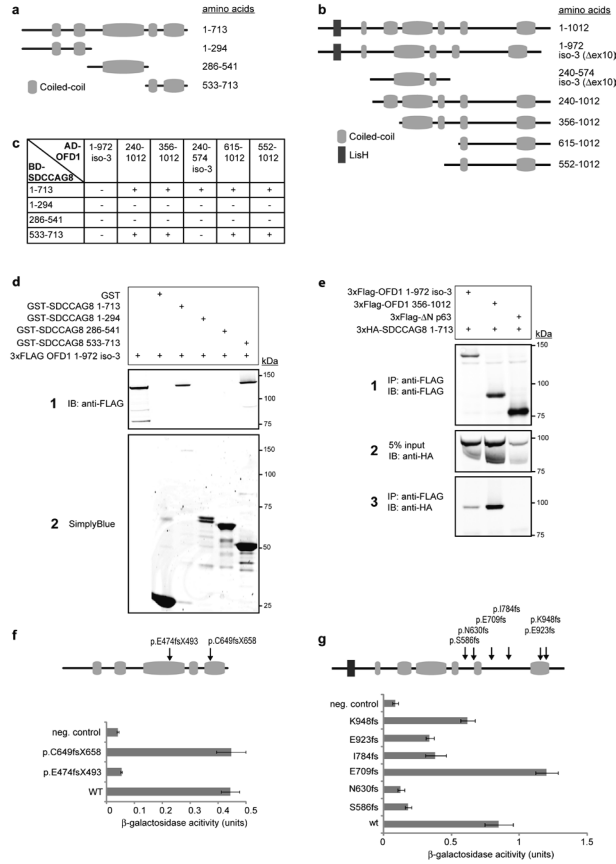 a
amino acids
1-713
1-294
286-541
533-713
Coiled-coil
b
amino acids
1-1012
1-972
iso-3 (Δex10)
240-574
iso-3 (Δex10)
240-1012
356-1012
615-1012
552-1012
Coiled-coil
LisH
c
AD-OFD1
BD-SDCCAG8
1-972 iso-3 240-1012 356-1012 240-574 iso-3 615-1012 552-1012
1-713 - + + + + +
1-294 - - - - - -
286-541 - - - - - -
533-713 - + + - + +
d
GST +
GST-SDCCAG8 1-713 +
GST-SDCCAG8 1-294 +
GST-SDCCAG8 286-541 +
GST-SDCCAG8 533-713 +
3xFLAG OFD1 1-972 iso-3 + + + + + +
kDa
1 IB: anti-FLAG
150
100
75
2 SimplyBlue
150
100
75
50
25
e
3xFlag-OFD1 1-972 iso-3 +
3xFlag-OFD1 356-1012 +
3xFlag-ΔN p63 +
3xHA-SDCCAG8 1-713 + + +
kDa
1 IP: anti-FLAG
IB: anti-FLAG
150
100
75
2 5% input
IB: anti-HA
100
75
3 IP: anti-FLAG
IB: anti-HA
100
75
f
p.E474fsX493
p.C649fsX658
neg. control
p.C649fsX658
p.E474fsX493
WT
0 0.1 0.2 0.3 0.4 0.5
β-galactosidase acitivity (units)
g
p.I784fs
p.E709fs
p.N630fs
p.S586fs
p.K948fs
p.E923fs
neg. control
K948fs
E923fs
I784fs
E709fs
N630fs
S586fs
wt
0 0.5 1 1.5
β-galactosidase acitivity (units)